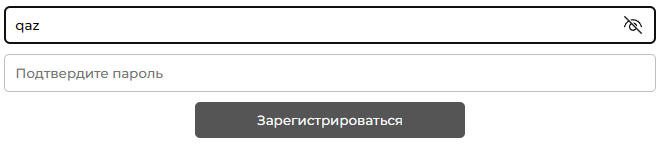 qaz
Подтвердите пароль
Зарегистрироваться